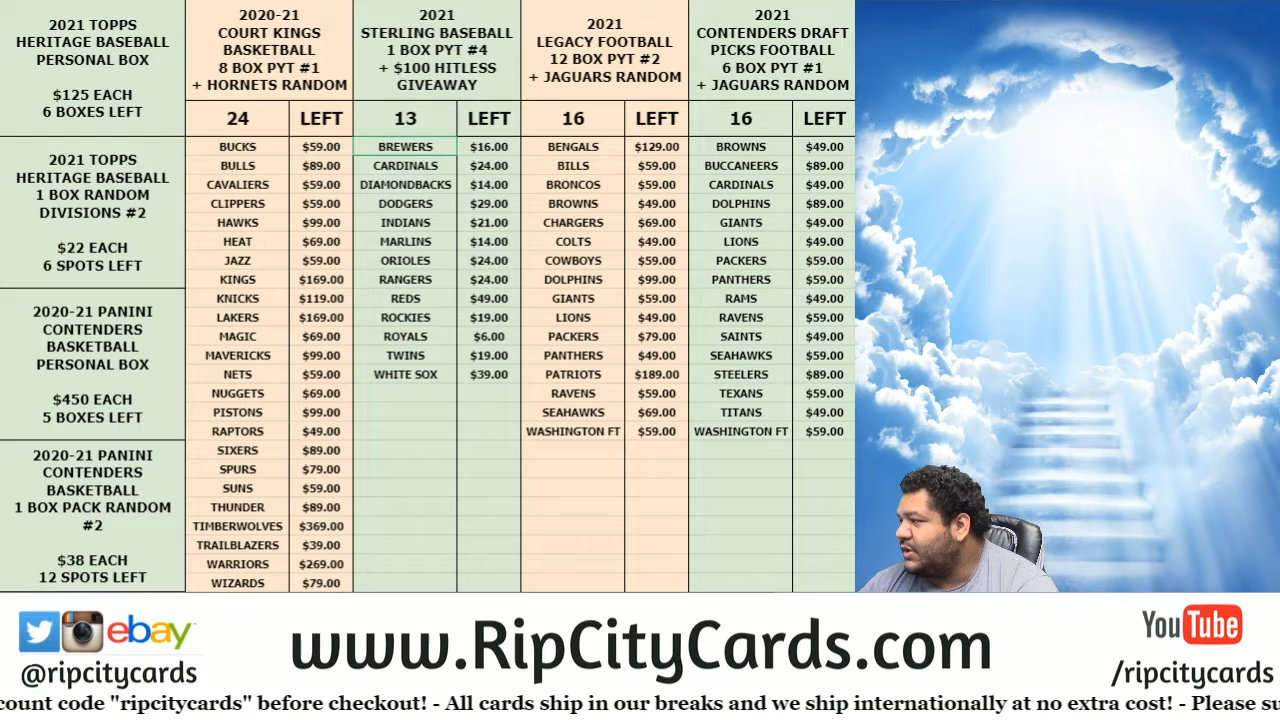 2021 TOPPS
HERITAGE BASEBALL
PERSONAL BOX
$125 EACH
6 BOXES LEFT
2021 TOPPS
HERITAGE BASEBALL
1 BOX RANDOM
DIVISIONS #2
$22 EACH
6 SPOTS LEFT
2020-21 PANINI
CONTENDERS
BASKETBALL
PERSONAL BOX
$450 EACH
5 BOXES LEFT
2020-21 PANINI
CONTENDERS
BASKETBALL
1 BOX PACK RANDOM
#2
$38 EACH
12 SPOTS LEFT
2020-21
COURT KINGS
BASKETBALL
8 BOX PYT #1
+ HORNETS RANDOM
24 LEFT
BUCKS $59.00
BULLS $89.00
CAVALIERS $59.00
CLIPPERS $59.00
HAWKS $99.00
HEAT $69.00
JAZZ $59.00
KINGS $169.00
KNICKS $119.00
LAKERS $169.00
MAGIC $69.00
MAVERICKS $99.00
NETS $59.00
NUGGETS $69.00
PISTONS $99.00
RAPTORS $49.00
SIXERS $89.00
SPURS $79.00
SUNS $59.00
THUNDER $89.00
TIMBERWOLVES $369.00
TRAILBLAZERS $39.00
WARRIORS $269.00
WIZARDS $79.00
2021
STERLING BASEBALL
1 BOX PYT #4
+ $100 HITLESS
GIVEAWAY
13 LEFT
BREWERS $16.00
CARDINALS $24.00
DIAMONDBACKS $14.00
DODGERS $29.00
INDIANS $21.00
MARLINS $14.00
ORIOLES $24.00
RANGERS $24.00
REDS $49.00
ROCKIES $19.00
ROYALS $6.00
TWINS $19.00
WHITE SOX $39.00
2021
LEGACY FOOTBALL
12 BOX PYT #2
+ JAGUARS RANDOM
16 LEFT
BENGALS $129.00
BILLS $59.00
BRONCOS $59.00
BROWNS $49.00
CHARGERS $69.00
COLTS $49.00
COWBOYS $59.00
DOLPHINS $99.00
GIANTS $59.00
LIONS $49.00
PACKERS $79.00
PANTHERS $49.00
PATRIOTS $189.00
RAVENS $59.00
SEAHAWKS $69.00
WASHINGTON FT $59.00
2021
CONTENDERS DRAFT
PICKS FOOTBALL
6 BOX PYT #1
+ JAGUARS RANDOM
16 LEFT
BROWNS $49.00
BUCCANEERS $89.00
CARDINALS $49.00
DOLPHINS $89.00
GIANTS $49.00
LIONS $49.00
PACKERS $59.00
PANTHERS $59.00
RAMS $49.00
RAVENS $59.00
SAINTS $49.00
SEAHAWKS $59.00
STEELERS $89.00
TEXANS $59.00
TITANS $49.00
WASHINGTON FT $59.00
ebay
@ripcitycards
www.RipCityCards.com
YouTube
/ripcitycards
count code "ripcitycards" before checkout! - All cards ship in our breaks and we ship internationally at no extra cost! - Please su